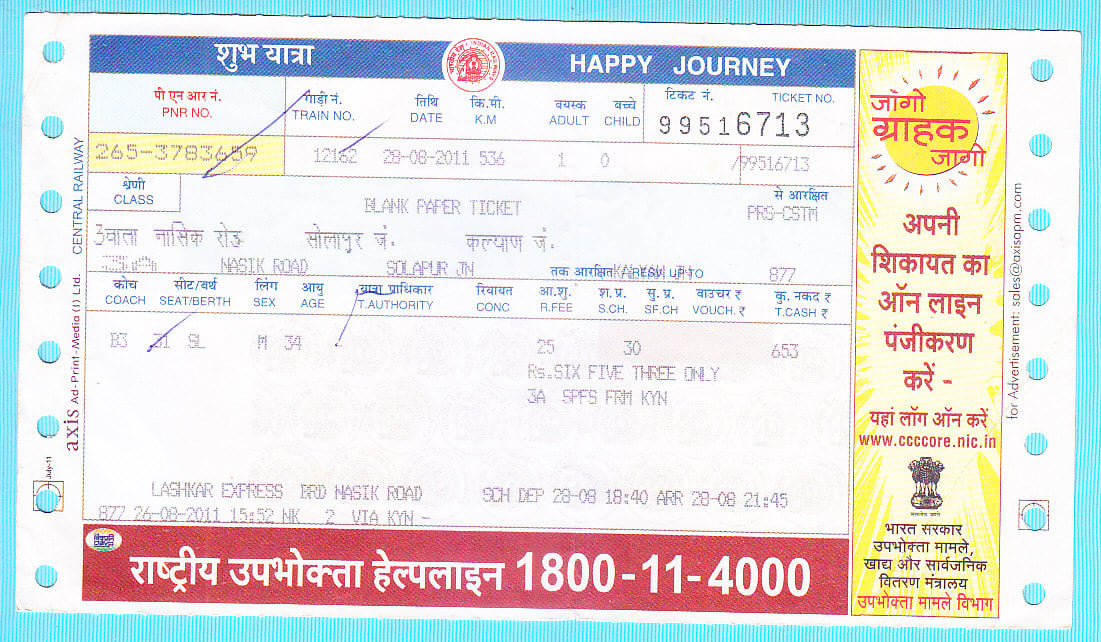 शुभ यात्रा
HAPPY JOURNEY
पी एन आर नं. गाड़ी नं. तिथि कि.मी. वयस्क बच्चे टिकट नं. TICKET NO.
PNR NO. TRAIN NO. DATE K.M ADULT CHILD 99516713
265-3783659 12162 28-08-2011 536 1 0 /99516713
श्रेणी
CLASS
से आरक्षित
BLANK PAPER TICKET PRS-CSTM
3वाता नासिक रोड सोलापुर जं. कल्याण जं.
NASIK ROAD SOLAPUR JN तक आरक्षित RESV. UP TO 877
कोच सीट/बर्थ लिंग आयु यात्रा प्राधिकार रियायत आ.शु. श.प्र. सु.प्र. वाउचर ₹ कु. नकद ₹
COACH SEAT/BERTH SEX AGE T.AUTHORITY CONC R.FEE S.CH. SF.CH VOUCH.₹ T.CASH ₹
B3 31 SL M 34 25 30 653
Rs.SIX FIVE THREE ONLY
3A SPFS FRM KYN
LASHKAR EXPRESS BRD NASIK ROAD SCH DEP 28-08 18:40 ARR 28-08 21:45
877 26-08-2011 15:52 NK 2 VIA KYN -
राष्ट्रीय उपभोक्ता हेल्पलाइन 1800-11-4000
CENTRAL RAILWAY
axis Ad-Print-Media (I) Ltd.
July-11
जागो
ग्राहक
जागो
अपनी
शिकायत का
ऑन लाइन
पंजीकरण
करें -
यहां लॉग ऑन करें
www.ccccore.nic.in
भारत सरकार
उपभोक्ता मामले,
खाद्य और सार्वजनिक
वितरण मंत्रालय
उपभोक्ता मामले विभाग
for Advertisement: sales@axisapm.com